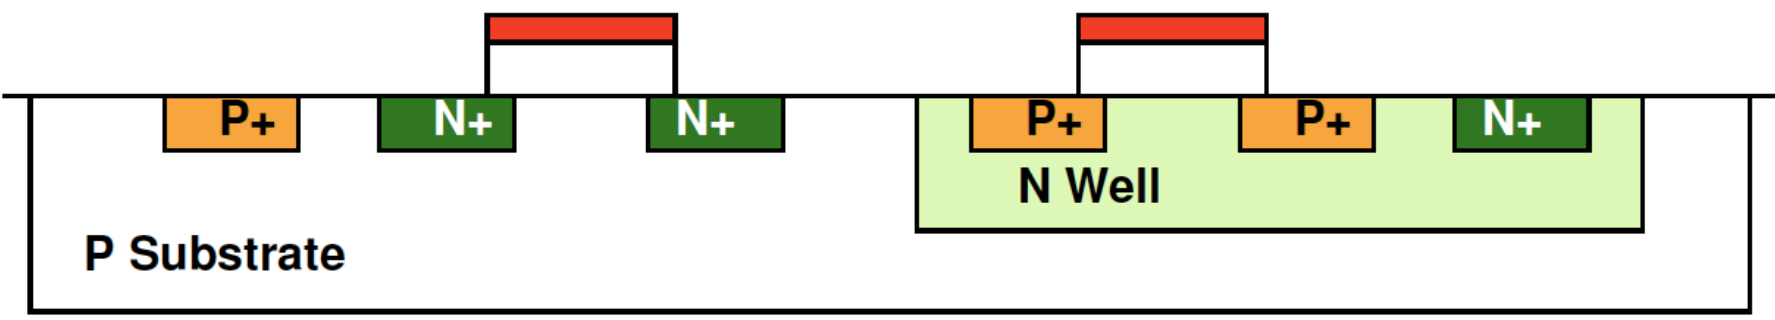 P+ N+ N+ P+ P+ N+
N Well
P Substrate